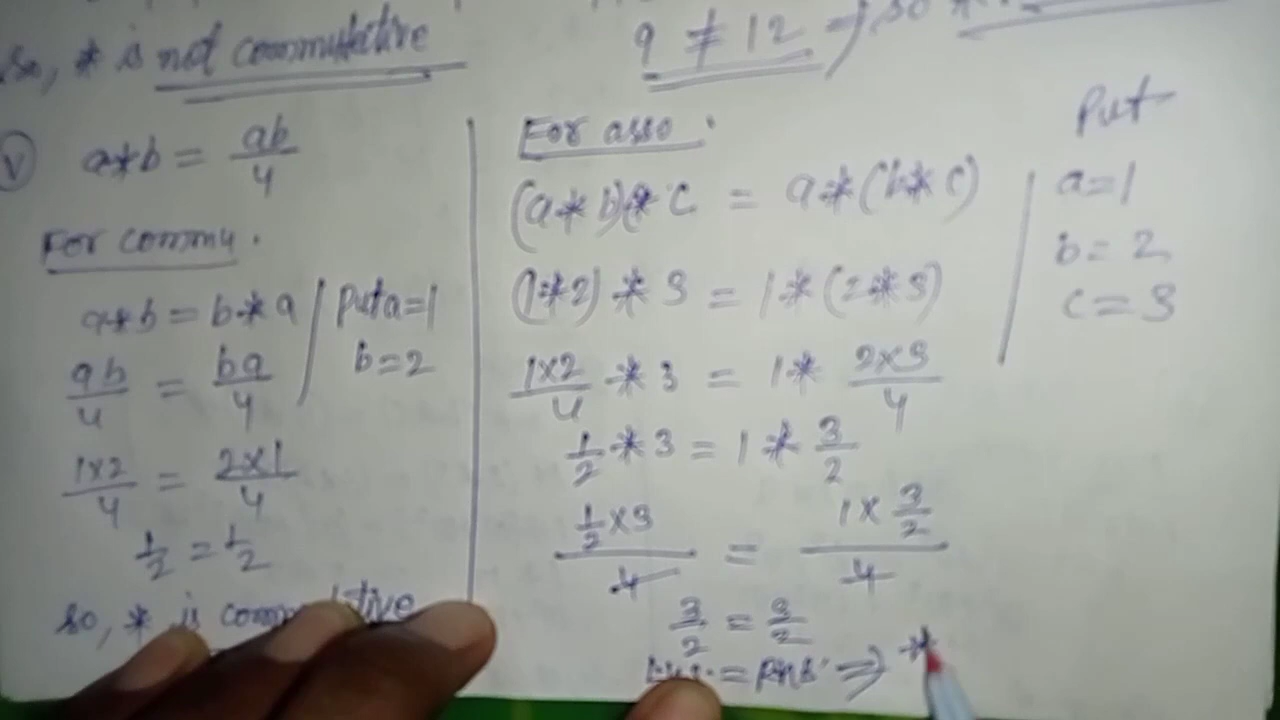 So, * is not commutative
9 ≠ 12 ⇒ so *
(v) a*b = ab/4
For commu.
a*b = b*a / Put a=1
ab/4 = ba/4 b=2
1×2/4 = 2×1/4
1/2 = 1/2
so, * is commutative
For asso.
(a*b)*c = a*(b*c)
(1*2)*3 = 1*(2*3)
1×2/4 * 3 = 1* 2×3/4
1/2 * 3 = 1 * 3/2
1/2 ×3 / 4 = 1× 3/2 / 4
3/2 = 3/2
= RHS ⇒ *
Put
a=1
b=2
c=3